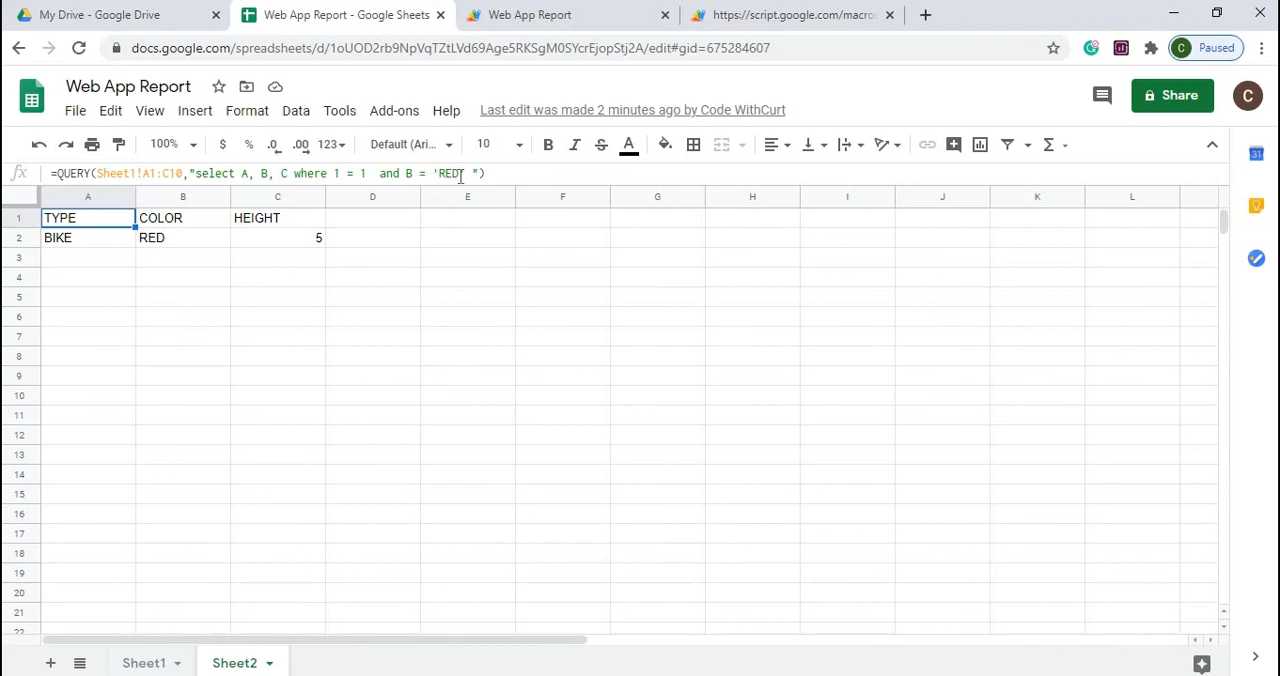 My Drive - Google Drive
Web App Report - Google Sheets
Web App Report
https://script.google.com/macro
docs.google.com/spreadsheets/d/1oUOD2rb9NpVqTZtLVd69Age5RKSgM0SYcrEjopStj2A/edit#gid=675284607
C Paused
Web App Report
File Edit View Insert Format Data Tools Add-ons Help Last edit was made 2 minutes ago by Code WithCurt
Share
C
100% $ % .0 .00 123 Default (Ari... 10 B I S A
fx =QUERY(Sheet1!A1:C10,"select A, B, C where 1 = 1  and B = 'RED' ")
A B C D E F G H I J K L
1 TYPE COLOR HEIGHT
2 BIKE RED 5
3
4
5
6
7
8
9
10
11
12
13
14
15
16
17
18
19
20
21
22
Sheet1 Sheet2
31